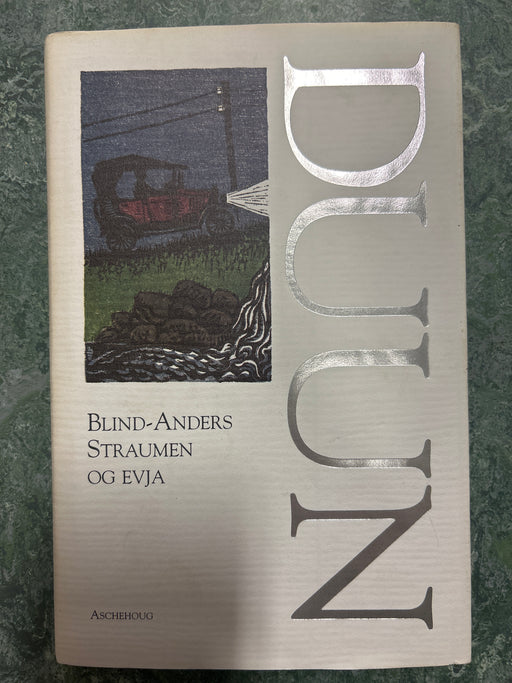 DUUN
BLIND-ANDERS
STRAUMEN
OG EVJA
ASCHEHOUG